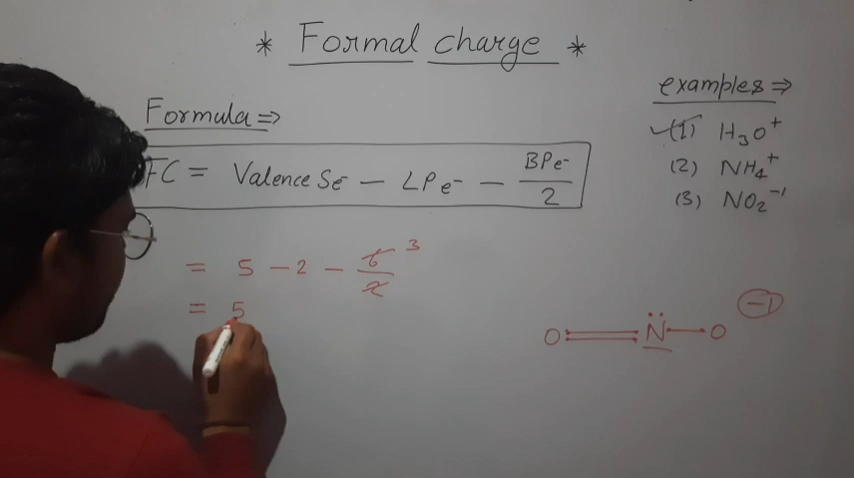 * Formal charge *
Formula ⇒
FC = Valence Se⁻ – LPe⁻ – BPe⁻/2
examples ⇒
✓(1) H₃O⁺
(2) NH₄⁺
(3) NO₂⁻¹
= 5 – 2 – 6/2 3
= 5
O=N̈–O -1